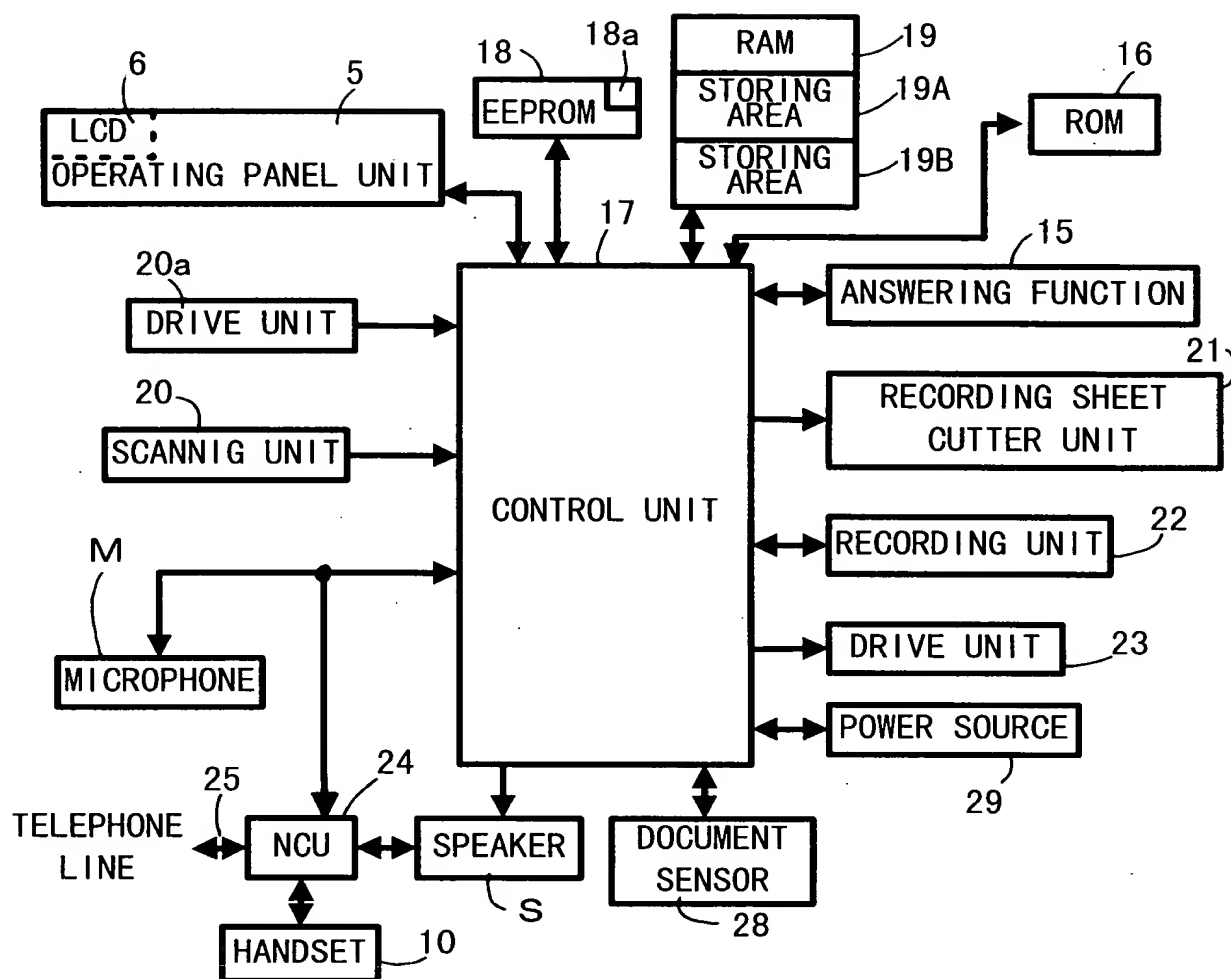 6
5
LCD
OPERATING PANEL UNIT
18
18a
EEPROM
RAM
19
STORING
AREA
19A
STORING
AREA
19B
16
ROM
17
CONTROL UNIT
20a
DRIVE UNIT
20
SCANNIG UNIT
M
MICROPHONE
15
ANSWERING FUNCTION
21
RECORDING SHEET
CUTTER UNIT
RECORDING UNIT
22
DRIVE UNIT
23
POWER SOURCE
29
25
TELEPHONE
LINE
24
NCU
SPEAKER
S
DOCUMENT
SENSOR
28
HANDSET
10